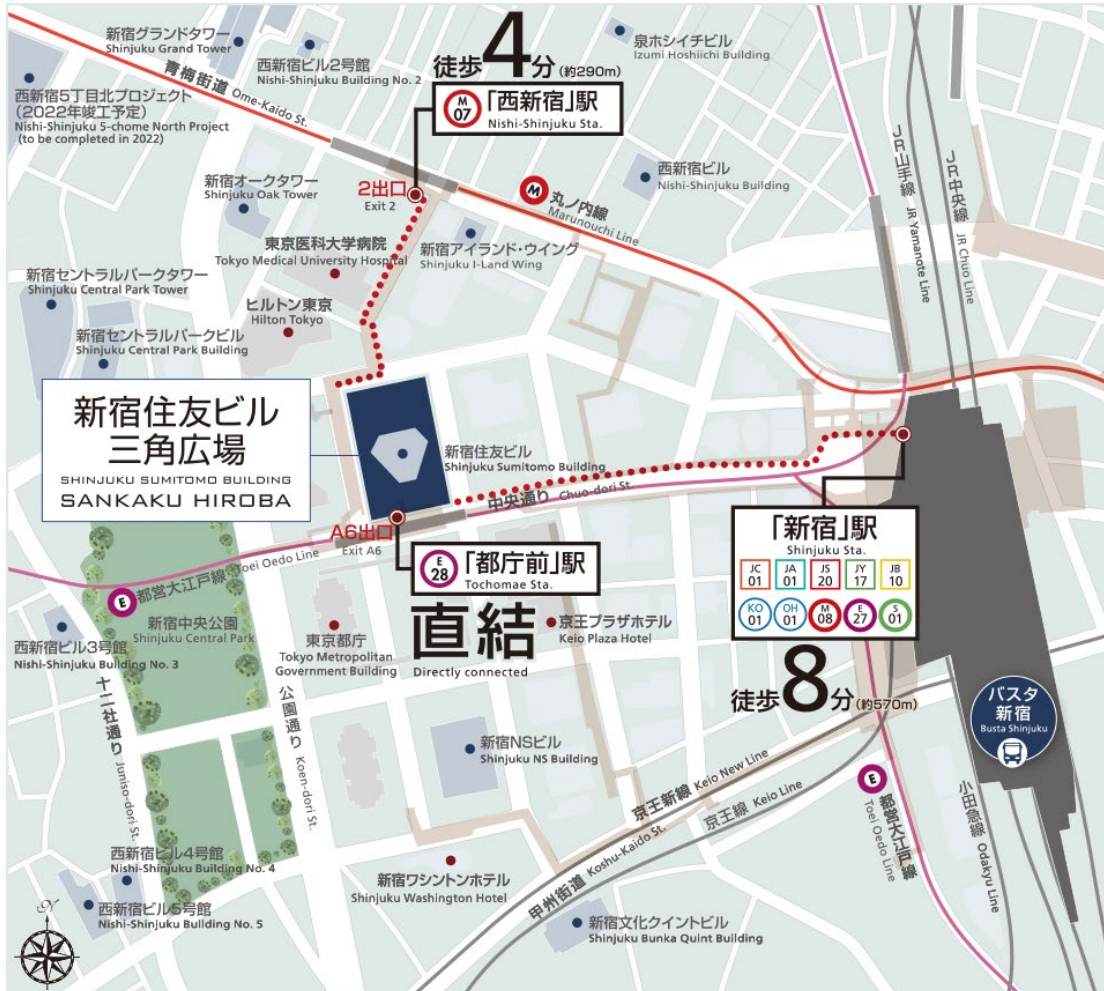 新宿グランドタワー
Shinjuku Grand Tower
西新宿ビル2号館
Nishi-Shinjuku Building No. 2
徒歩4分(約290m)
M
07
「西新宿」駅
Nishi-Shinjuku Sta.
泉ホシイチビル
Izumi Hoshiichi Building
青梅街道 Ome-Kaido St.
西新宿5丁目北プロジェクト
(2022年竣工予定)
Nishi-Shinjuku 5-chome North Project
(to be completed in 2022)
JR山手線 JR Yamanote Line
JR中央線 JR Chuo Line
西新宿ビル
Nishi-Shinjuku Building
新宿オークタワー
Shinjuku Oak Tower
2出口
Exit 2
M
丸ノ内線
Marunouchi Line
東京医科大学病院
Tokyo Medical University Hospital
新宿アイランド・ウイング
Shinjuku I-Land Wing
新宿セントラルパークタワー
Shinjuku Central Park Tower
ヒルトン東京
Hilton Tokyo
新宿セントラルパークビル
Shinjuku Central Park Building
新宿住友ビル
三角広場
SHINJUKU SUMITOMO BUILDING
SANKAKU HIROBA
新宿住友ビル
Shinjuku Sumitomo Building
中央通り Chuo-dori St.
A6出口
Exit A6
E
28
「都庁前」駅
Tochomae Sta.
直結
Directly connected
「新宿」駅
Shinjuku Sta.
JC
01
JA
01
JS
20
JY
17
JB
10
KO
01
OH
01
M
08
E
27
S
01
徒歩8分(約570m)
E
都営大江戸線 Toei Oedo Line
新宿中央公園
Shinjuku Central Park
西新宿ビル3号館
Nishi-Shinjuku Building No. 3
東京都庁
Tokyo Metropolitan
Government Building
京王プラザホテル
Keio Plaza Hotel
十二社通り Juniso-dori St.
公園通り Koen-dori St.
新宿NSビル
Shinjuku NS Building
バスタ
新宿
Busta Shinjuku
京王新線 Keio New Line
京王線 Keio Line
E
都営大江戸線
Toei Oedo Line
小田急線 Odakyu Line
甲州街道 Koshu-Kaido St.
西新宿ビル4号館
Nishi-Shinjuku Building No. 4
西新宿ビル5号館
Nishi-Shinjuku Building No. 5
新宿ワシントンホテル
Shinjuku Washington Hotel
新宿文化クイントビル
Shinjuku Bunka Quint Building
N